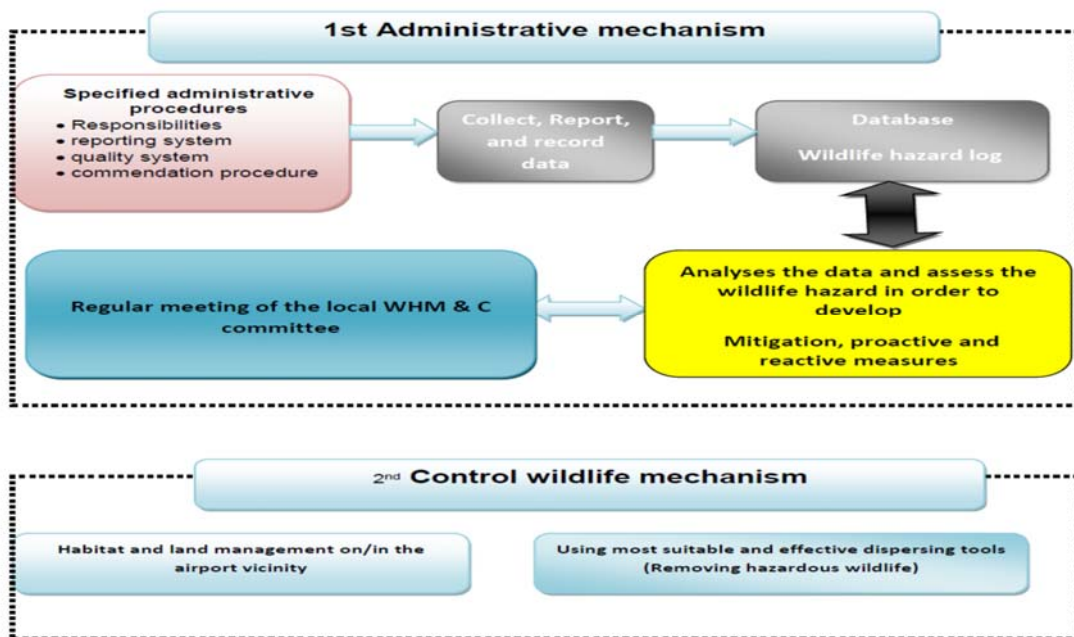 1st Administrative mechanism
Specified administrative
procedures
• Responsibilities
• reporting system
• quality system
• commendation procedure
Collect, Report,
and record
data
Database
Wildlife hazard log
Regular meeting of the local WHM & C
committee
Analyses the data and assess the
wildlife hazard in order to
develop
Mitigation, proactive and
reactive measures
2nd Control wildlife mechanism
Habitat and land management on/in the
airport vicinity
Using most suitable and effective dispersing tools
(Removing hazardous wildlife)